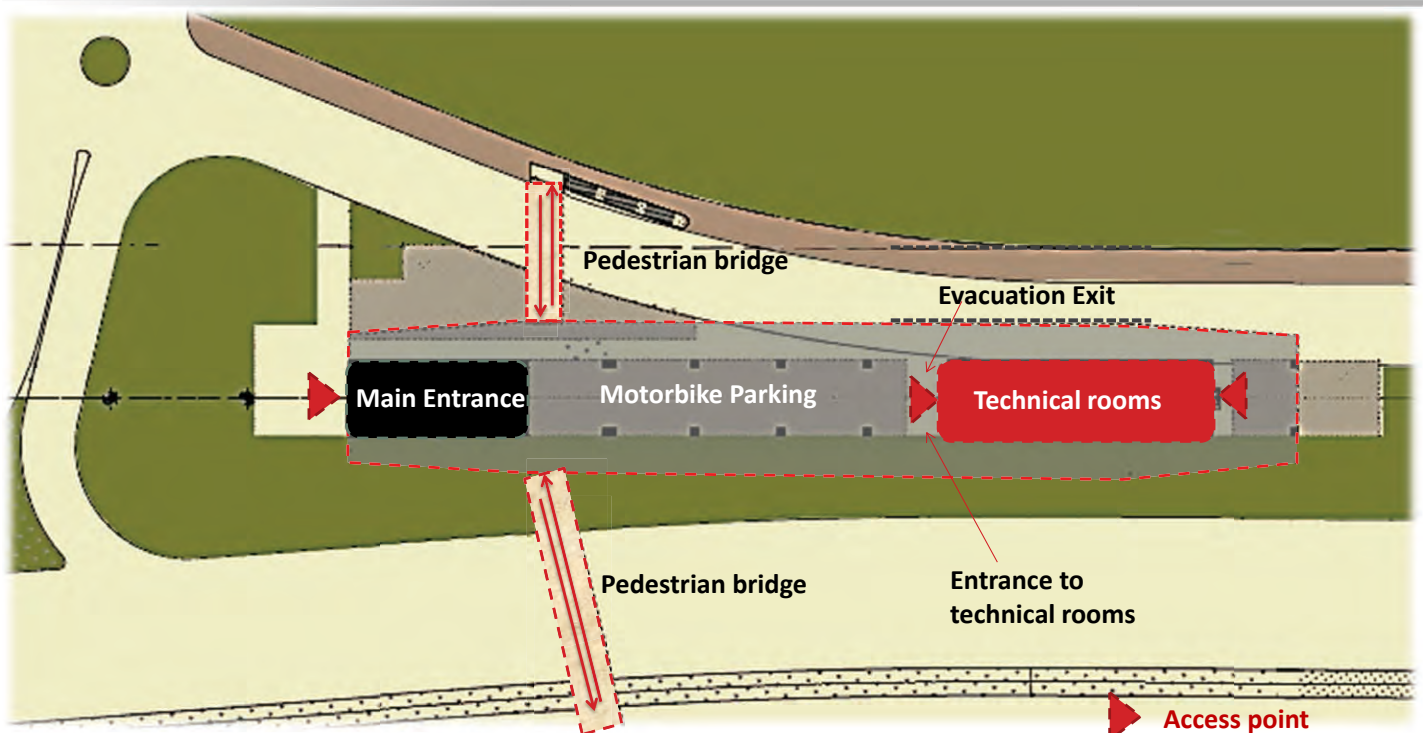 Pedestrian bridge
Evacuation Exit
Main Entrance
Motorbike Parking
Technical rooms
Pedestrian bridge
Entrance to
technical rooms
Access point